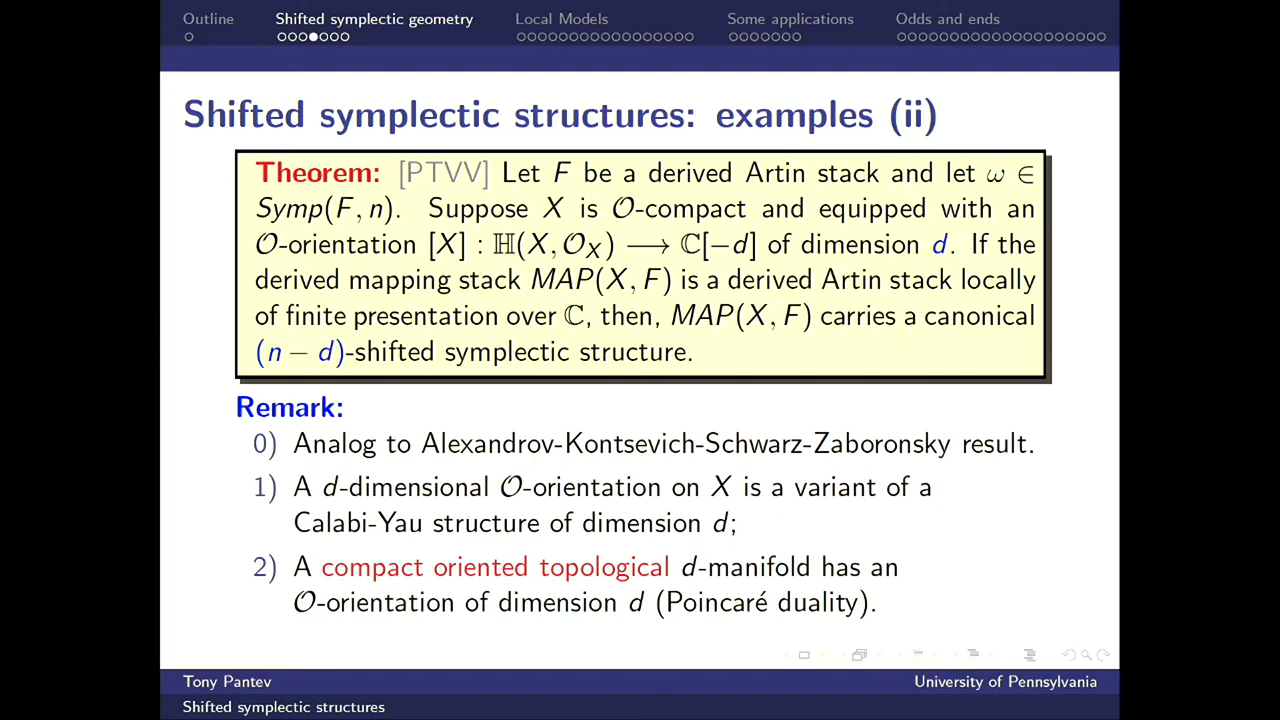 Outline Shifted symplectic geometry Local Models Some applications Odds and ends
Shifted symplectic structures: examples (ii)
Theorem: [PTVV] Let F be a derived Artin stack and let ω ∈
Symp(F, n). Suppose X is 𝒪-compact and equipped with an
𝒪-orientation [X] : ℍ(X, 𝒪_X) ⟶ ℂ[−d] of dimension d. If the
derived mapping stack MAP(X, F) is a derived Artin stack locally
of finite presentation over ℂ, then, MAP(X, F) carries a canonical
(n − d)-shifted symplectic structure.
Remark:
0) Analog to Alexandrov-Kontsevich-Schwarz-Zaboronsky result.
1) A d-dimensional 𝒪-orientation on X is a variant of a
Calabi-Yau structure of dimension d;
2) A compact oriented topological d-manifold has an
𝒪-orientation of dimension d (Poincaré duality).
Tony Pantev University of Pennsylvania
Shifted symplectic structures